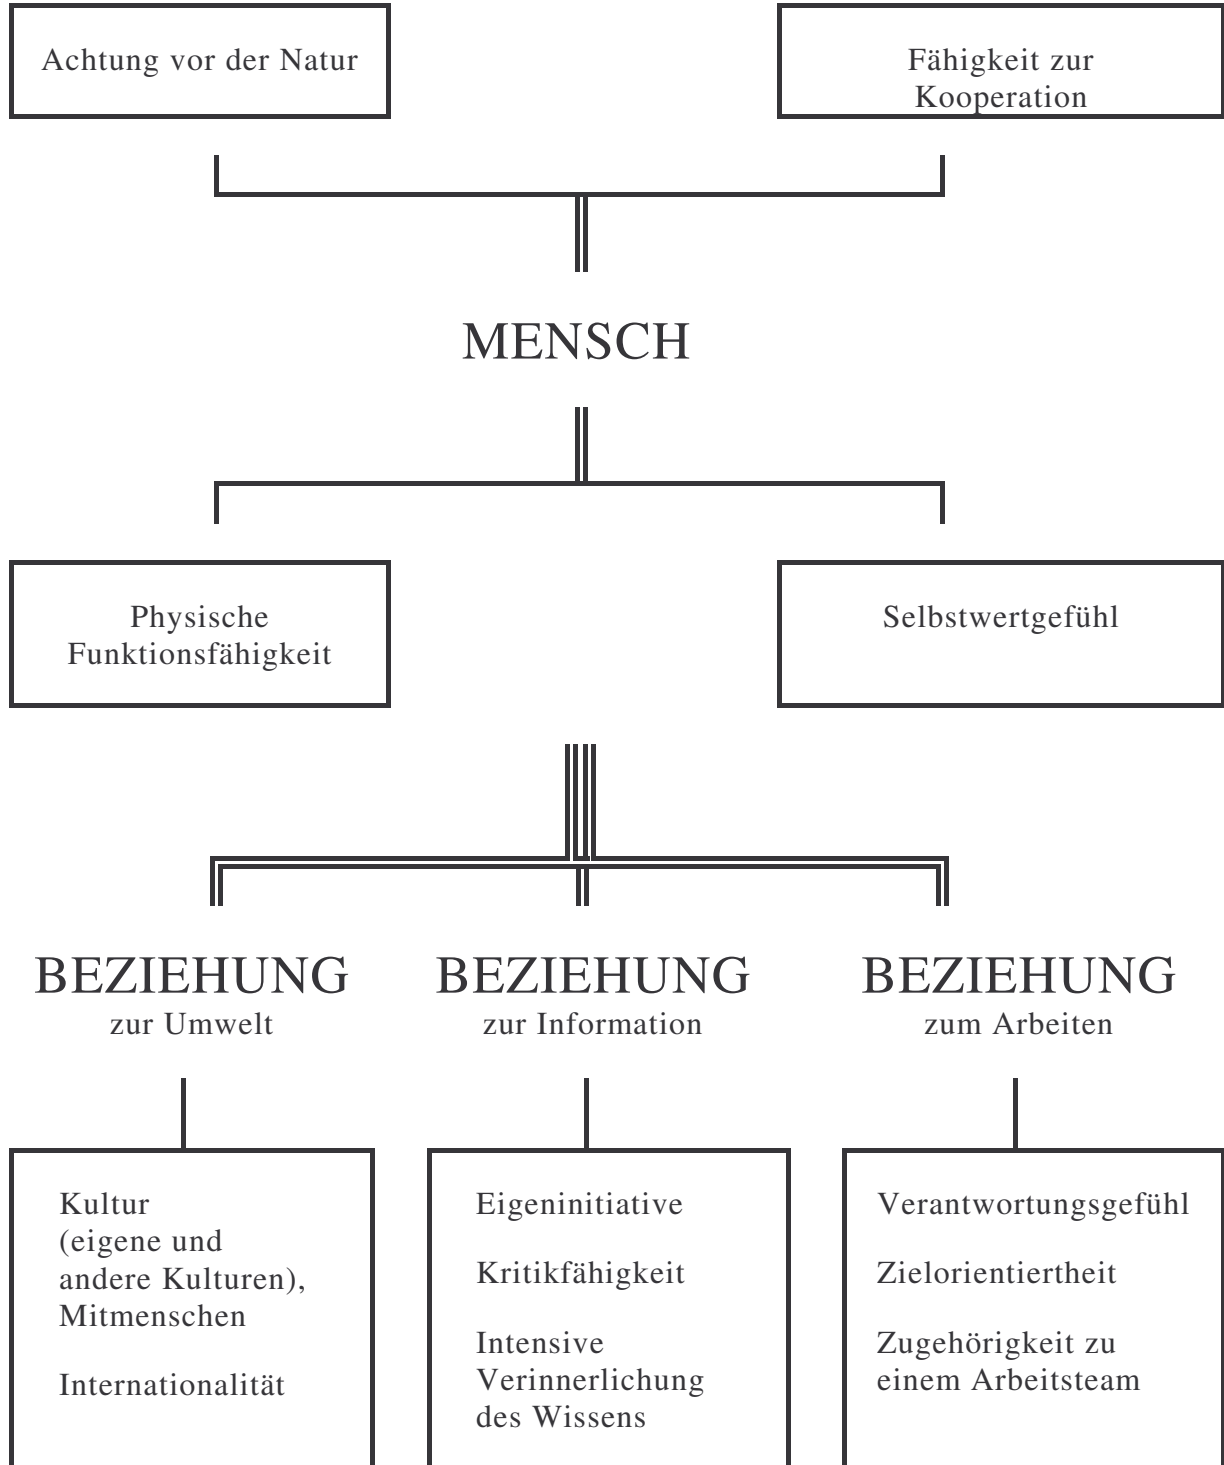 Achtung vor der Natur
Fähigkeit zur
Kooperation
MENSCH
Physische
Funktionsfähigkeit
Selbstwertgefühl
BEZIEHUNG
zur Umwelt
BEZIEHUNG
zur Information
BEZIEHUNG
zum Arbeiten
Kultur
(eigene und
andere Kulturen),
Mitmenschen
Internationalität
Eigeninitiative
Kritikfähigkeit
Intensive
Verinnerlichung
des Wissens
Verantwortungsgefühl
Zielorientiertheit
Zugehörigkeit zu
einem Arbeitsteam